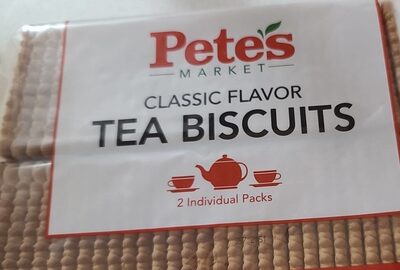 Pete's
MARKET
CLASSIC FLAVOR
TEA BISCUITS
2 Individual Packs